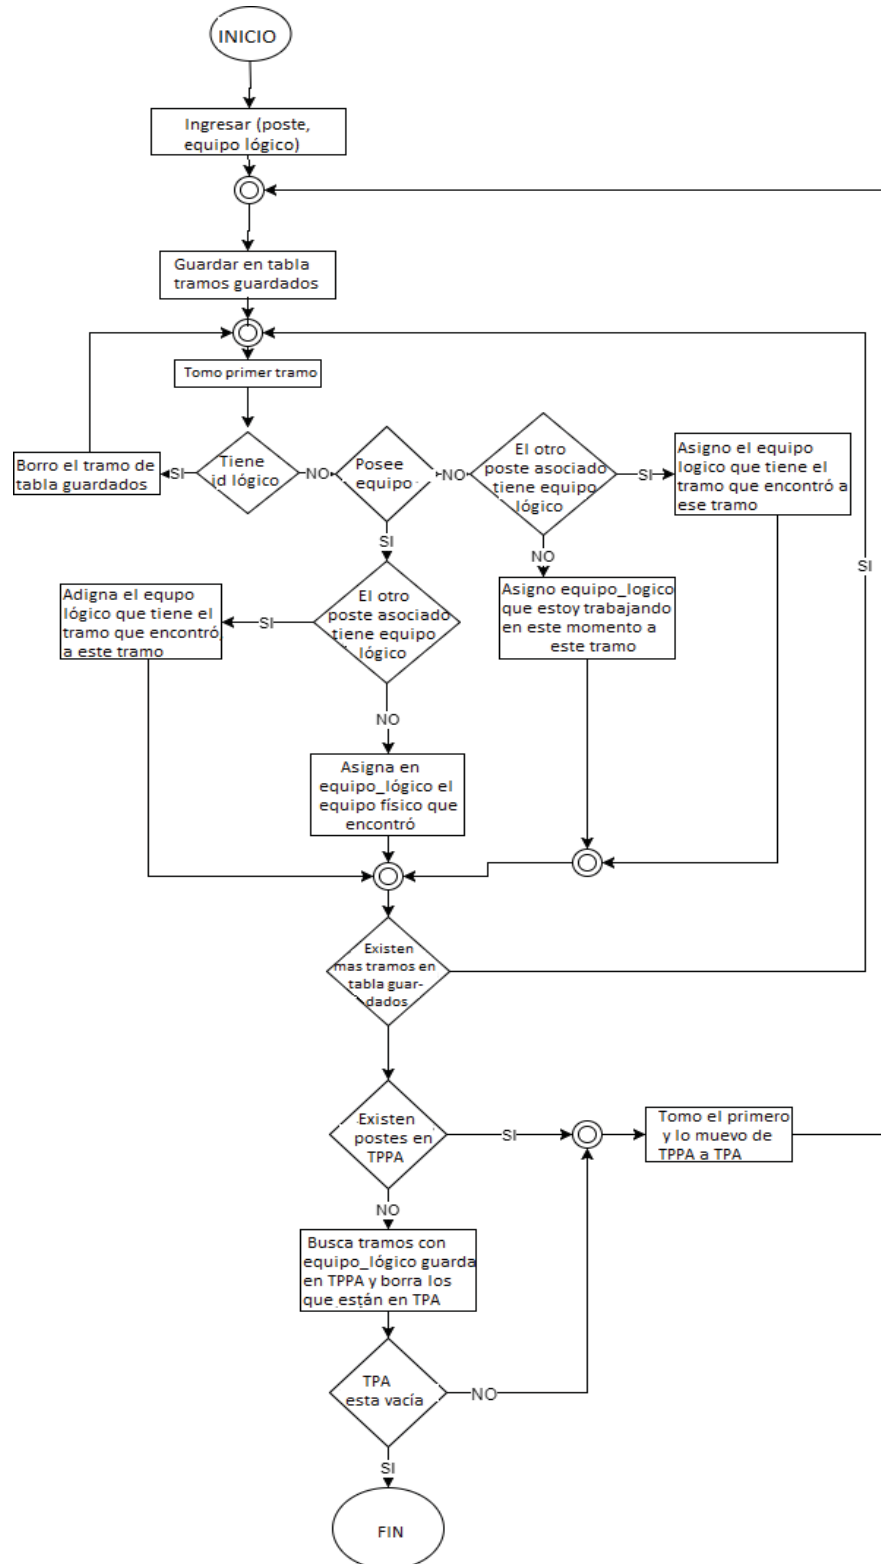 INICIO
Ingresar (poste,
equipo lógico)
Guardar en tabla
tramos guardados
Tomo primer tramo
Tiene
id lógico
SI
Borro el tramo de
tabla guardados
NO
Posee
equipo
NO
El otro
poste asociado
tiene equipo
lógico
SI
Asigno el equipo
logico que tiene el
tramo que encontró a
ese tramo
SI
NO
Asigno equipo_logico
que estoy trabajando
en este momento a
este tramo
SI
El otro
poste asociado
tiene equipo
lógico
SI
Adigna el equpo
lógico que tiene el
tramo que encontró,
a este tramo
NO
Asigna en
equipo_lógico el
equipo físico que
encontró
Existen
mas tramos en
tabla guar-
dados
Existen
postes en
TPPA
SI
Tomo el primero
y lo muevo de
TPPA a TPA
NO
Busca tramos con
equipo_lógico guarda
en TPPA y borra los
que están en TPA
TPA
esta vacía
NO
SI
FIN